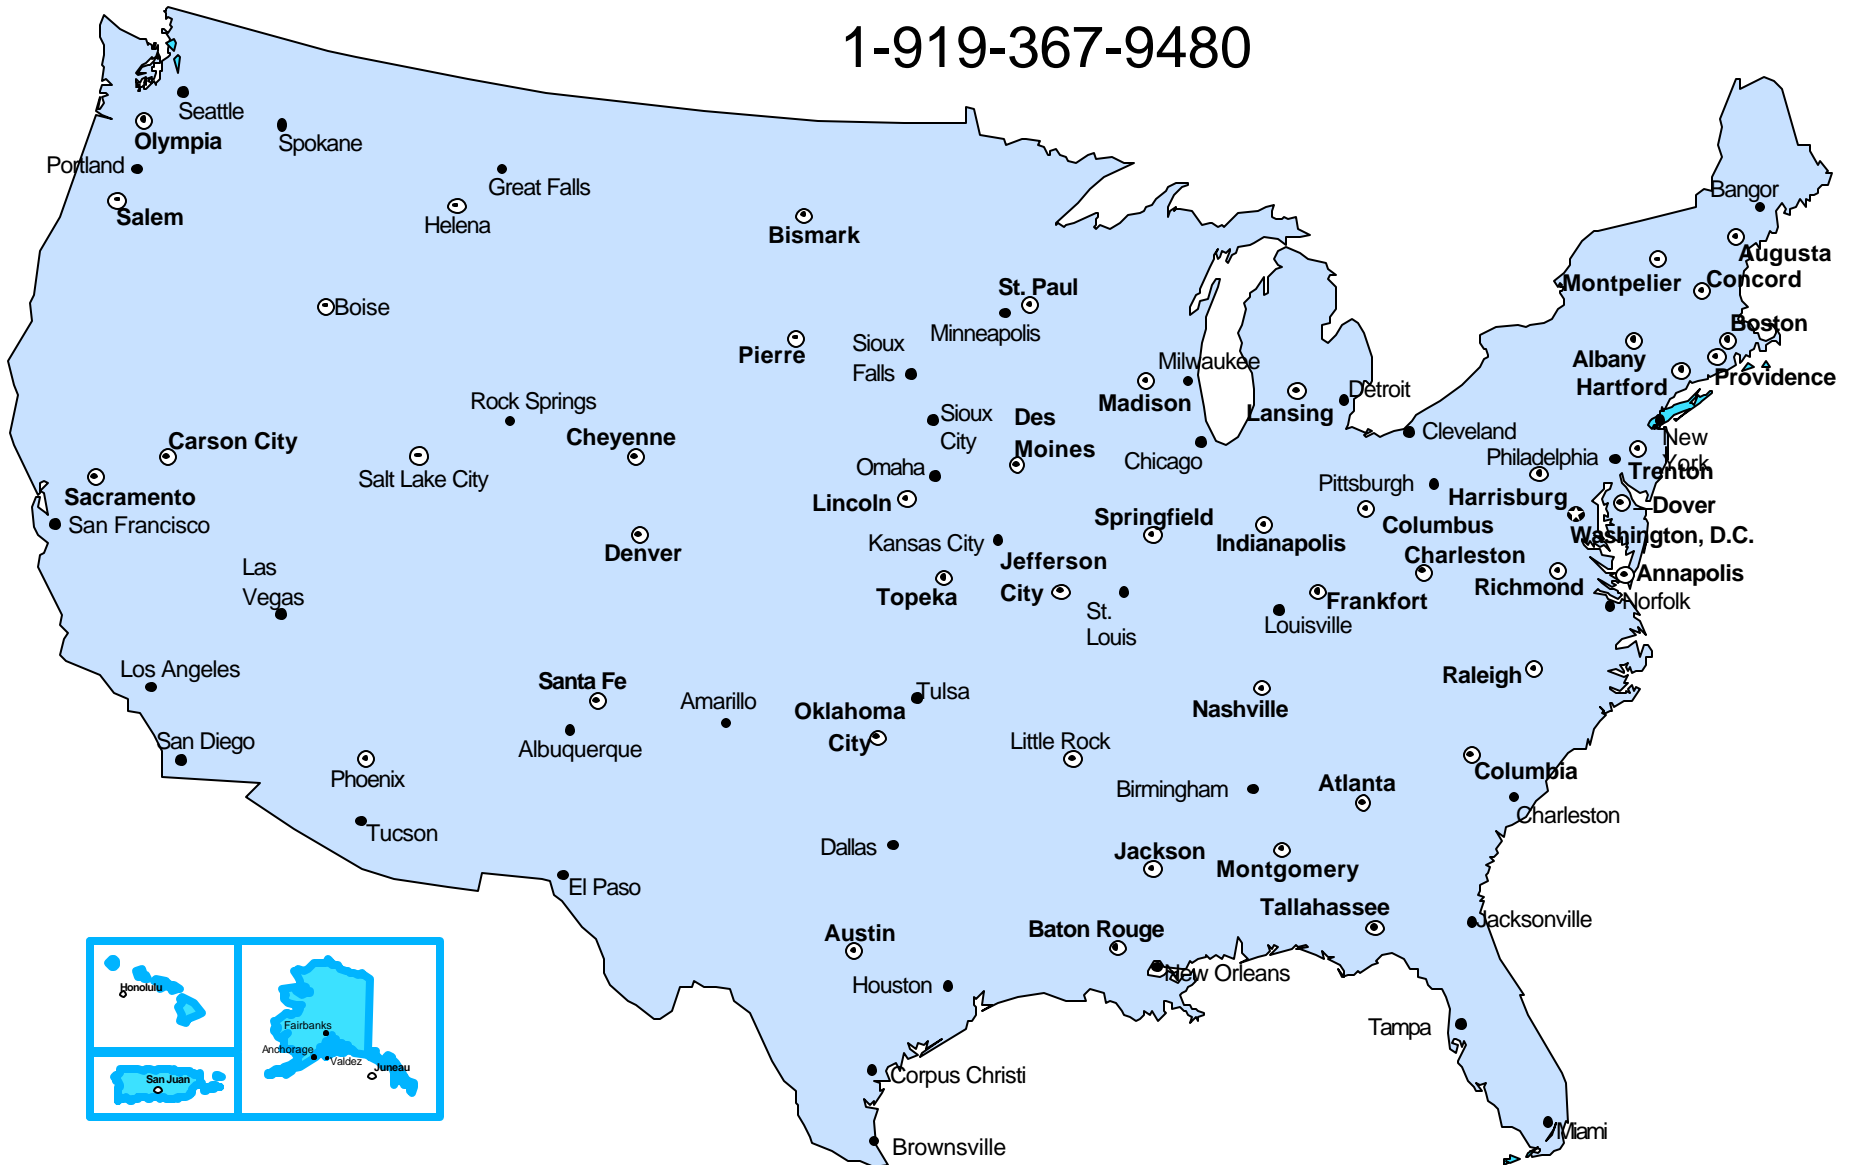 1-919-367-9480
Seattle
Olympia
Spokane
Portland
Great Falls
Salem
Helena
Bismark
Bangor
Augusta
Montpelier
Concord
Boise
St. Paul
Minneapolis
Pierre
Sioux
Falls
Milwaukee
Madison
Lansing
Detroit
Boston
Albany
Hartford
Providence
Rock Springs
Carson City
Cheyenne
Sioux
City
Des
Moines
Chicago
Cleveland
New
York
Philadelphia
Trenton
Salt Lake City
Omaha
Sacramento
San Francisco
Lincoln
Pittsburgh
Harrisburg
Dover
Springfield
Indianapolis
Columbus
Washington, D.C.
Denver
Kansas City
Jefferson
City
Charleston
Richmond
Annapolis
Las
Vegas
Topeka
St.
Louis
Louisville
Frankfort
Norfolk
Los Angeles
Santa Fe
Amarillo
Tulsa
Oklahoma
City
Nashville
Raleigh
San Diego
Albuquerque
Phoenix
Little Rock
Birmingham
Atlanta
Columbia
Charleston
Tucson
Dallas
Jackson
Montgomery
El Paso
Tallahassee
Jacksonville
Austin
Baton Rouge
New Orleans
Houston
Tampa
Corpus Christi
Brownsville
Miami
Honolulu
Fairbanks
Anchorage
Valdez
Juneau
San Juan